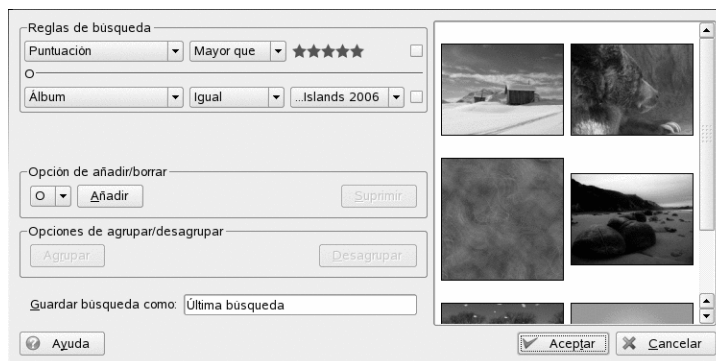 Reglas de búsqueda
Puntuación Mayor que
O
Álbum Igual ...Islands 2006
Opción de añadir/borrar
O Añadir Suprimir
Opciones de agrupar/desagrupar
Agrupar Desagrupar
Guardar búsqueda como: Última búsqueda
Ayuda Aceptar Cancelar